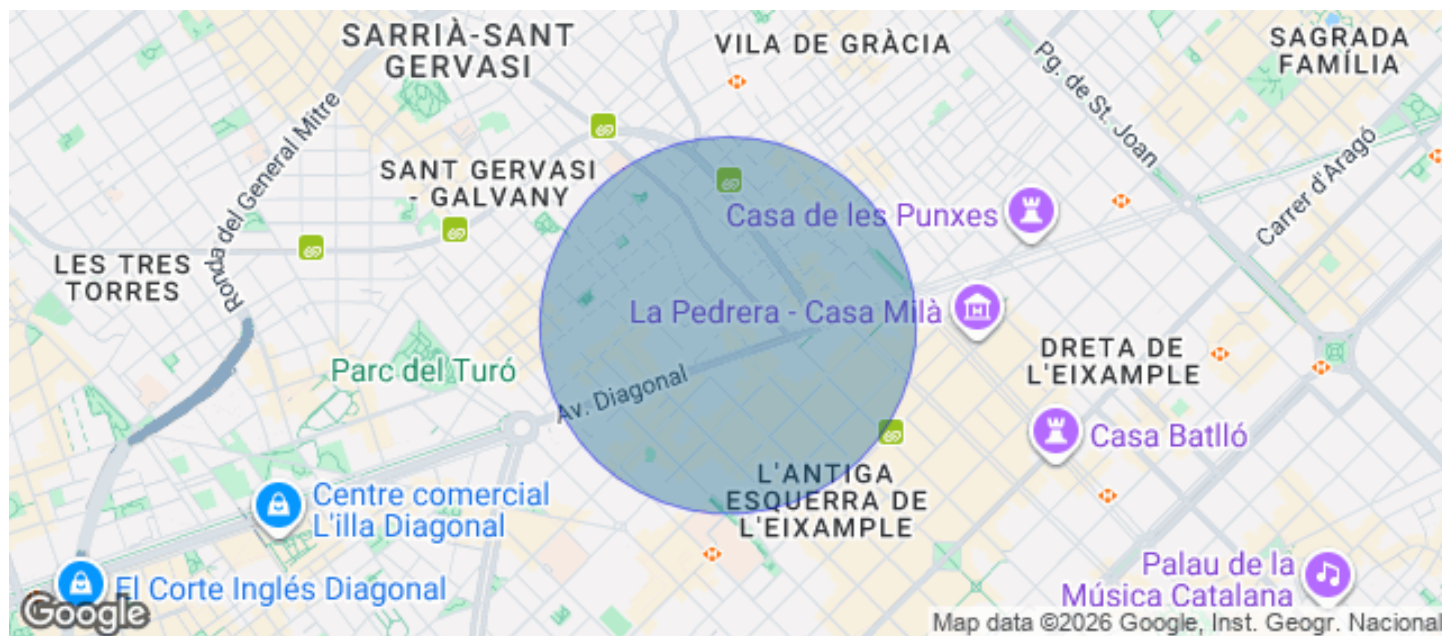 SARRIÀ-SANT
GERVASI
VILA DE GRÀCIA
SAGRADA
FAMÍLIA
Pg. de St. Joan
Ronda del General Mitre
Carrer d'Aragó
SANT GERVASI
- GALVANY
Casa de les Punxes
LES TRES
TORRES
La Pedrera - Casa Milà
DRETA DE
L'EIXAMPLE
Parc del Turó
Av. Diagonal
Casa Batlló
L'ANTIGA
ESQUERRA DE
L'EIXAMPLE
Centre comercial
L'illa Diagonal
Palau de la
Música Catalana
El Corte Inglés Diagonal
Google
Map data ©2026 Google, Inst. Geogr. Nacional